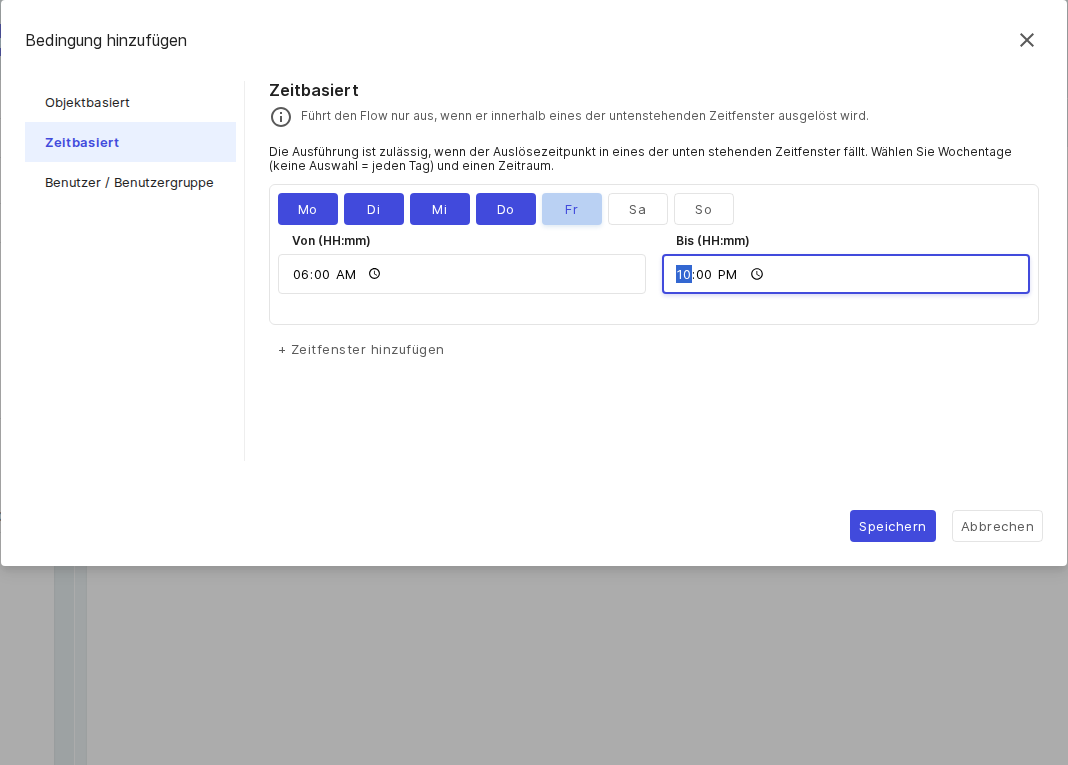 Bedingung hinzufügen
Objektbasiert
Zeitbasiert
Benutzer / Benutzergruppe
Zeitbasiert
Führt den Flow nur aus, wenn er innerhalb eines der untenstehenden Zeitfenster ausgelöst wird.
Die Ausführung ist zulässig, wenn der Auslösezeitpunkt in eines der unten stehenden Zeitfenster fällt. Wählen Sie Wochentage
(keine Auswahl = jeden Tag) und einen Zeitraum.
Mo Di Mi Do Fr Sa So
Von (HH:mm) Bis (HH:mm)
06:00 AM 10:00 PM
+ Zeitfenster hinzufügen
Speichern Abbrechen